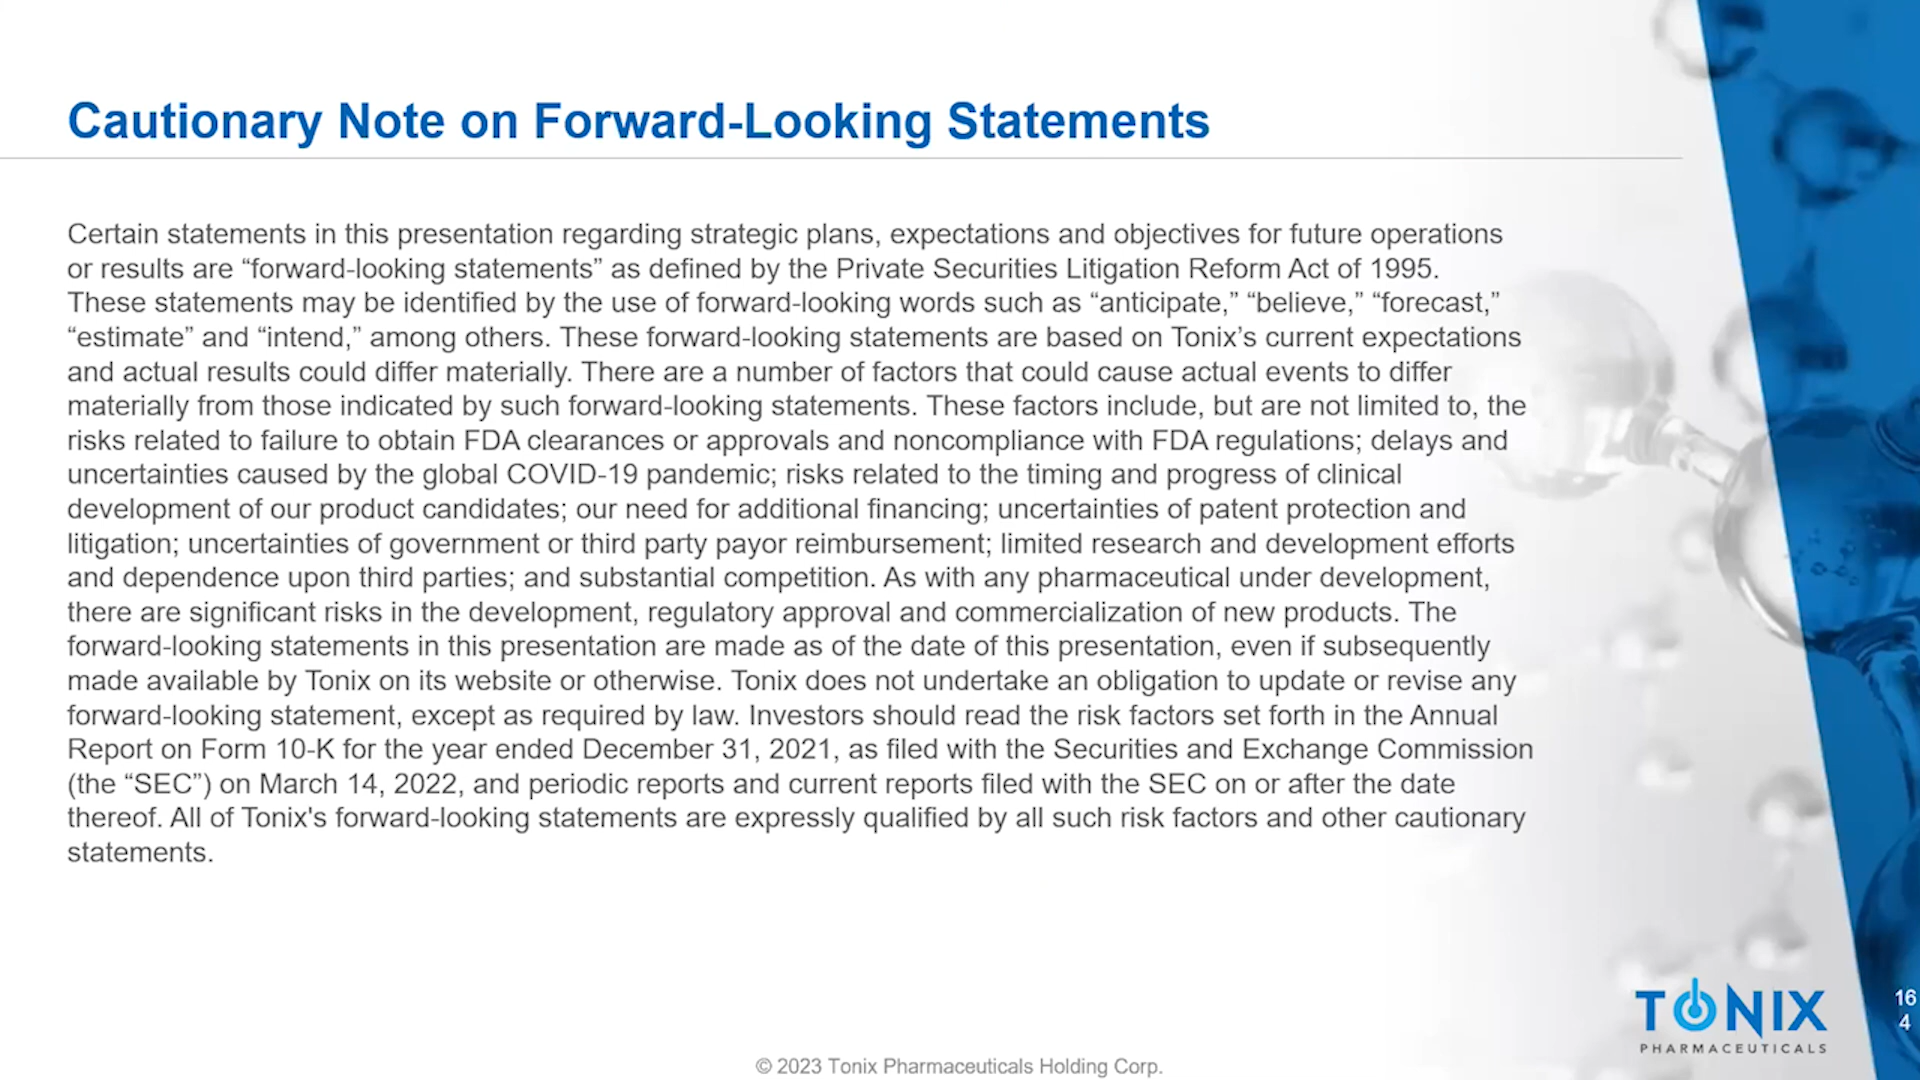 Cautionary Note on Forward-Looking Statements
Certain statements in this presentation regarding strategic plans, expectations and objectives for future operations
or results are “forward-looking statements” as defined by the Private Securities Litigation Reform Act of 1995.
These statements may be identified by the use of forward-looking words such as “anticipate,” “believe,” “forecast,”
“estimate” and “intend,” among others. These forward-looking statements are based on Tonix’s current expectations
and actual results could differ materially. There are a number of factors that could cause actual events to differ
materially from those indicated by such forward-looking statements. These factors include, but are not limited to, the
risks related to failure to obtain FDA clearances or approvals and noncompliance with FDA regulations; delays and
uncertainties caused by the global COVID-19 pandemic; risks related to the timing and progress of clinical
development of our product candidates; our need for additional financing; uncertainties of patent protection and
litigation; uncertainties of government or third party payor reimbursement; limited research and development efforts
and dependence upon third parties; and substantial competition. As with any pharmaceutical under development,
there are significant risks in the development, regulatory approval and commercialization of new products. The
forward-looking statements in this presentation are made as of the date of this presentation, even if subsequently
made available by Tonix on its website or otherwise. Tonix does not undertake an obligation to update or revise any
forward-looking statement, except as required by law. Investors should read the risk factors set forth in the Annual
Report on Form 10-K for the year ended December 31, 2021, as filed with the Securities and Exchange Commission
(the “SEC”) on March 14, 2022, and periodic reports and current reports filed with the SEC on or after the date
thereof. All of Tonix's forward-looking statements are expressly qualified by all such risk factors and other cautionary
statements.
TONIX
PHARMACEUTICALS
16
4
© 2023 Tonix Pharmaceuticals Holding Corp.